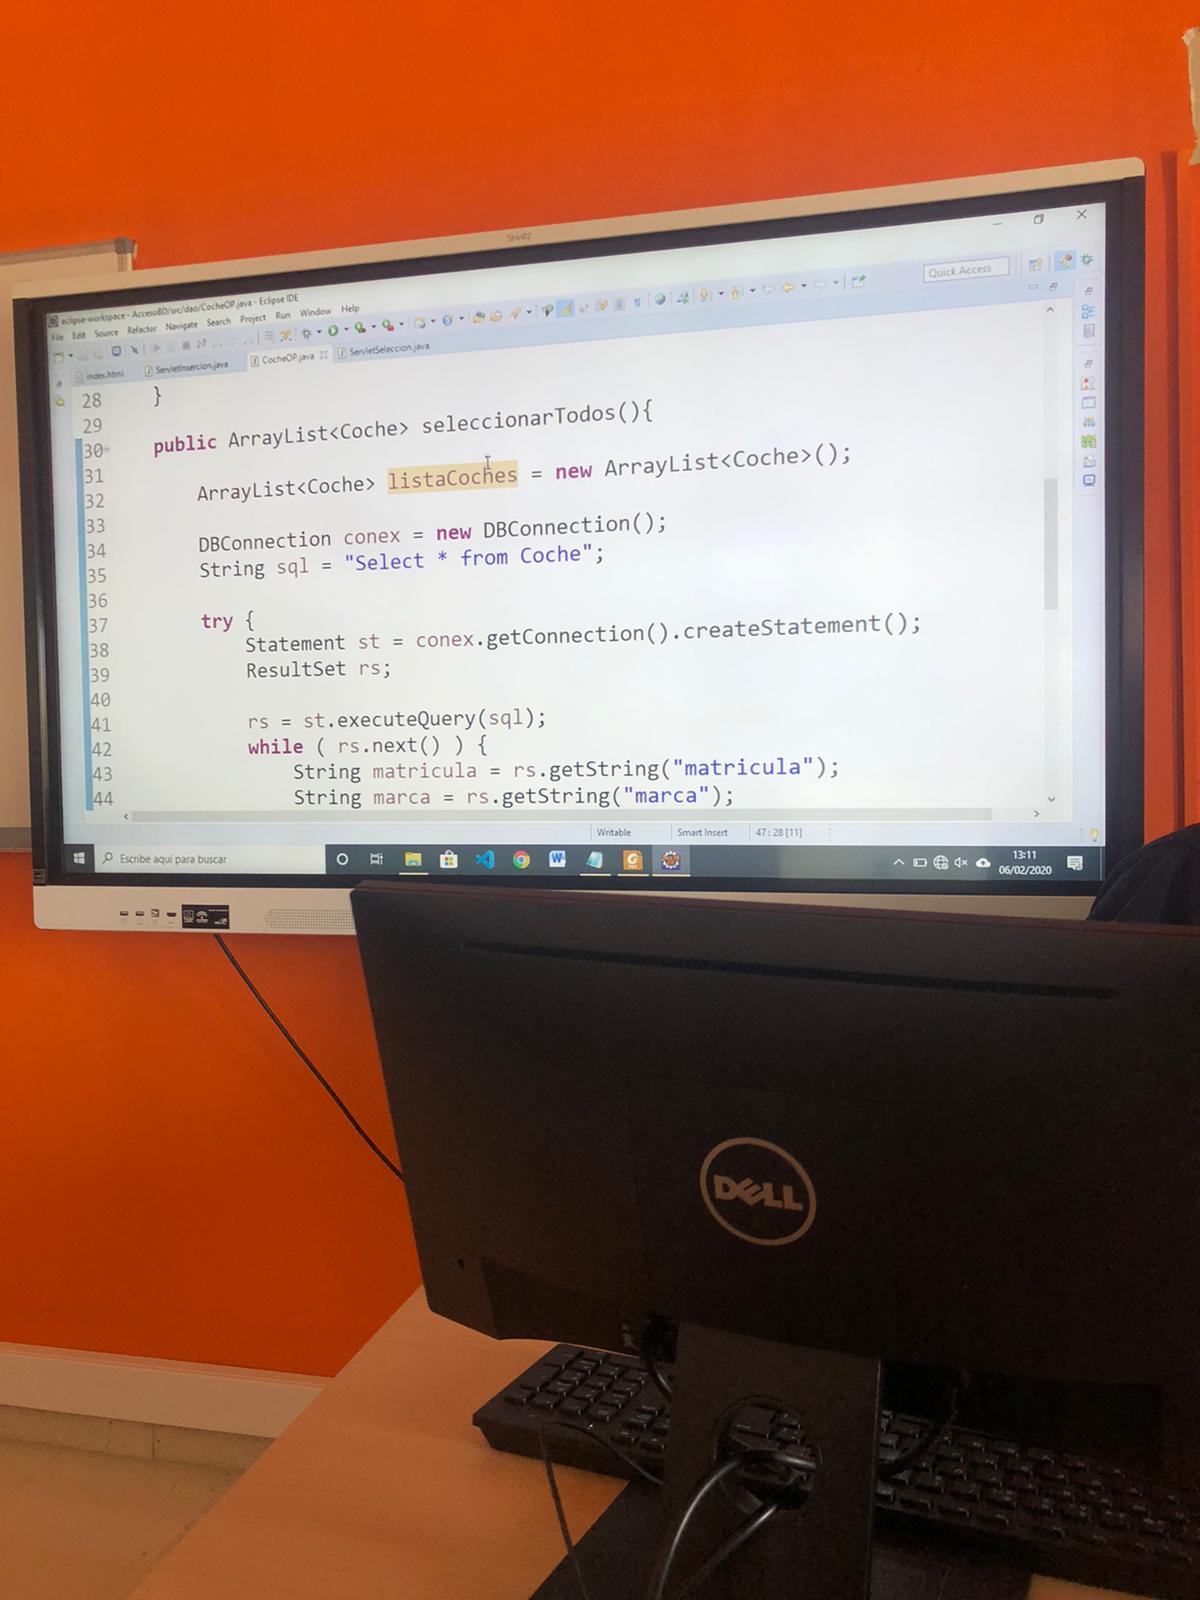 SMART
eclipse-workspace - AccesoBD/src/dao/CocheOP.java - Eclipse IDE
File Edit Source Refactor Navigate Search Project Run Window Help
Quick Access
index.html ServletInsercion.java CocheOP.java ServletSeleccion.java
28 }
29
30 public ArrayList<Coche> seleccionarTodos(){
31
32 ArrayList<Coche> listaCoches = new ArrayList<Coche>();
33
34 DBConnection conex = new DBConnection();
35 String sql = "Select * from Coche";
36
37 try {
38 Statement st = conex.getConnection().createStatement();
39 ResultSet rs;
40
41 rs = st.executeQuery(sql);
42 while ( rs.next() ) {
43 String matricula = rs.getString("matricula");
44 String marca = rs.getString("marca");
Writable Smart Insert 47 : 28 [11]
Escribe aquí para buscar
13:11
06/02/2020
DELL